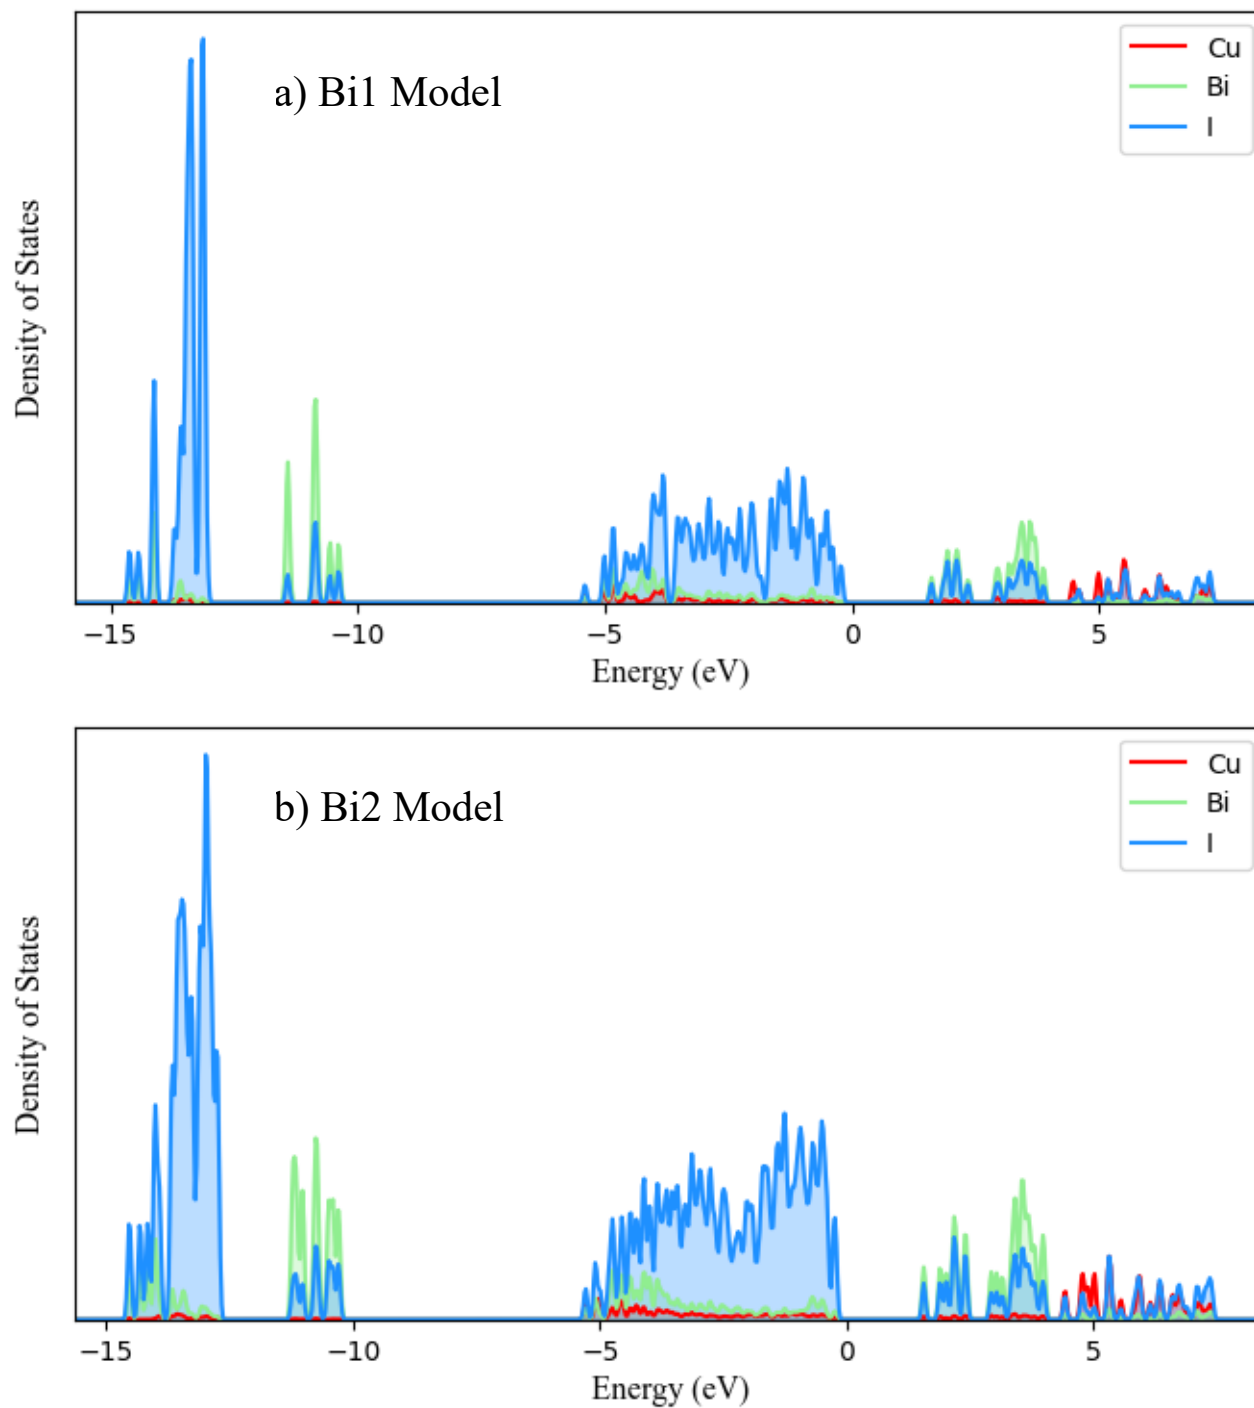 a) Bi1 Model
Cu
Bi
I
Density of States
−15
−10
−5
0
5
Energy (eV)
b) Bi2 Model
Cu
Bi
I
Density of States
−15
−10
−5
0
5
Energy (eV)